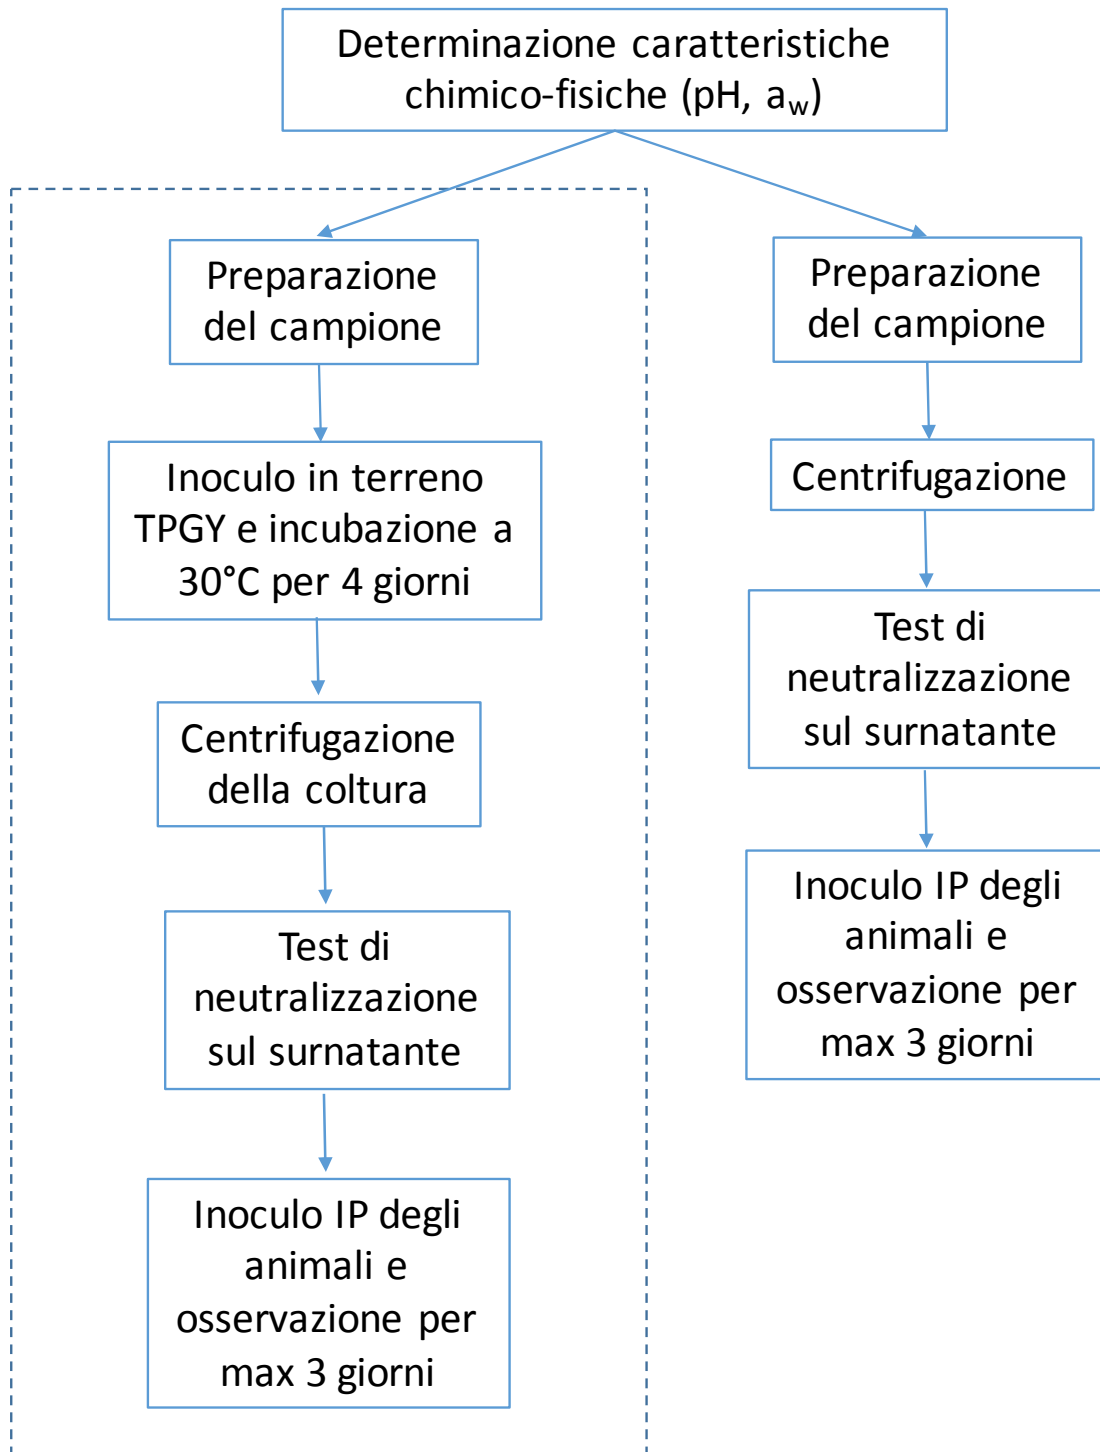 Determinazione caratteristiche
chimico-fisiche (pH, aw)
Preparazione
del campione
Inoculo in terreno
TPGY e incubazione a
30°C per 4 giorni
Centrifugazione
della coltura
Test di
neutralizzazione
sul surnatante
Inoculo IP degli
animali e
osservazione per
max 3 giorni
Preparazione
del campione
Centrifugazione
Test di
neutralizzazione
sul surnatante
Inoculo IP degli
animali e
osservazione per
max 3 giorni